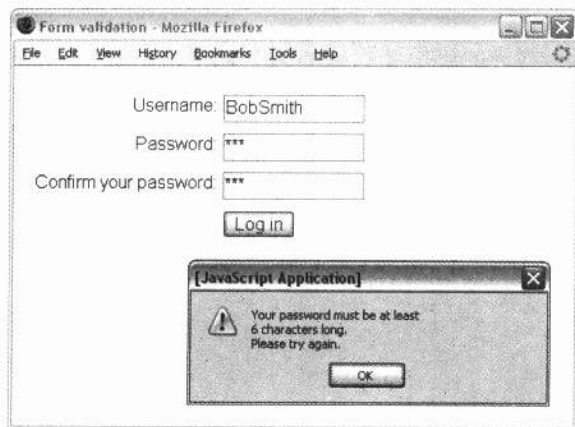 Form validation - Mozilla Firefox
File Edit View History Bookmarks Tools Help
Username: BobSmith
Password: ***
Confirm your password: ***
Log in
[JavaScript Application]
Your password must be at least
6 characters long.
Please try again.
OK